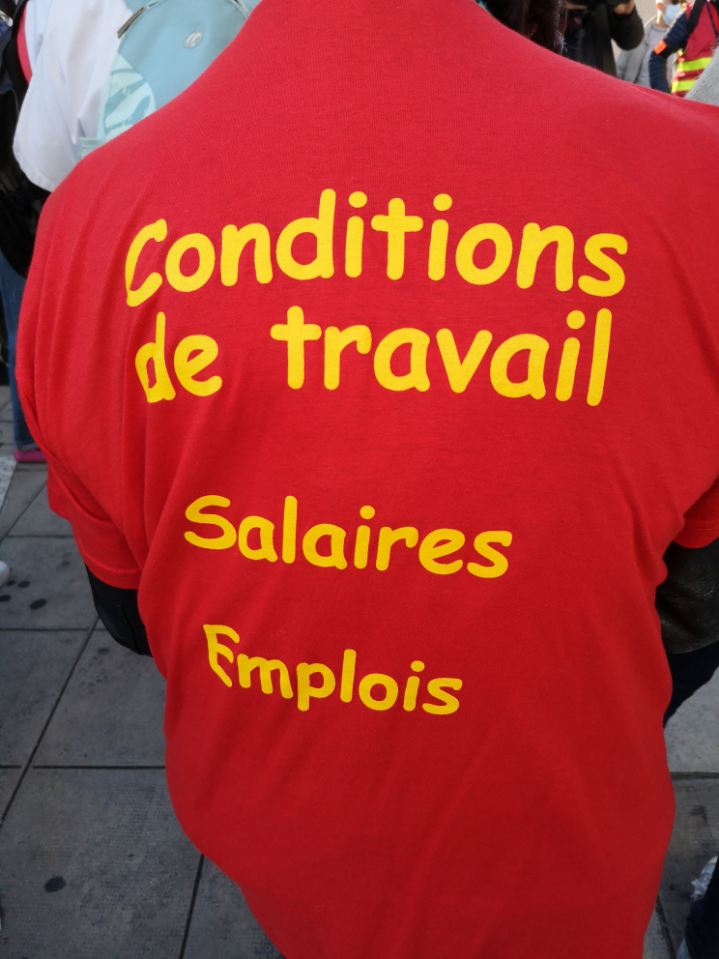 Conditions
de travail
Salaires
Emplois